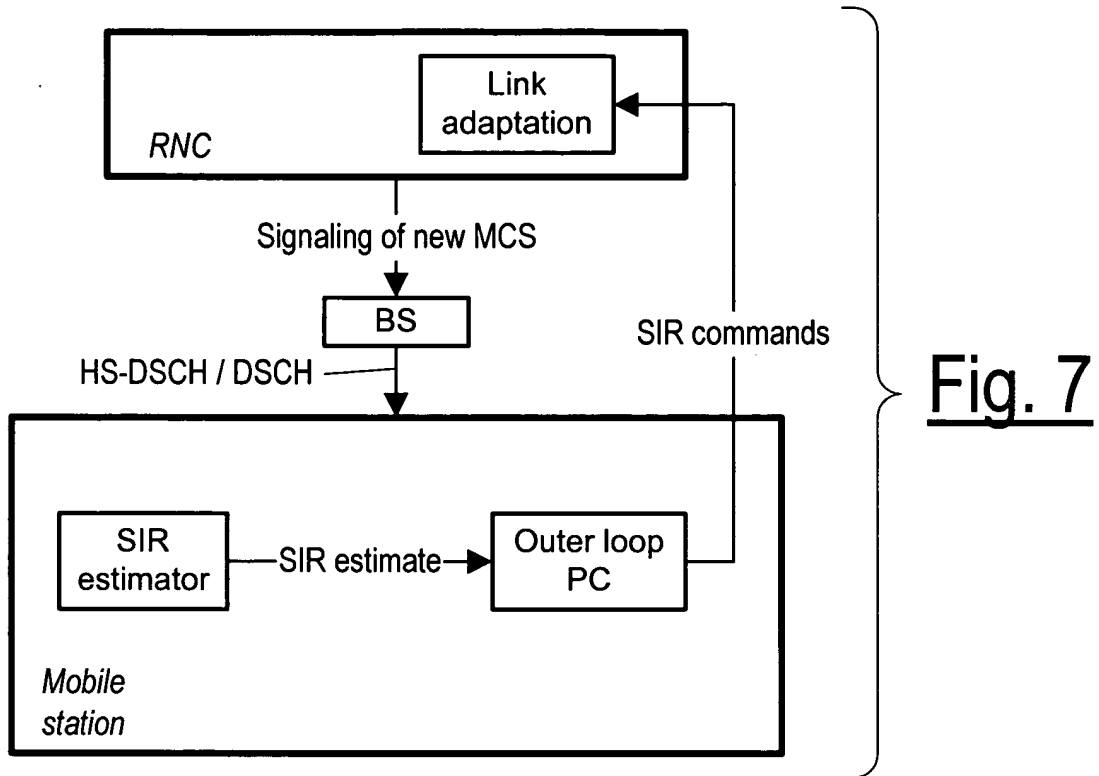 Link
adaptation
RNC
Signaling of new MCS
BS
SIR commands
HS-DSCH / DSCH
Fig. 7
SIR
estimator
SIR estimate
Outer loop
PC
Mobile
station